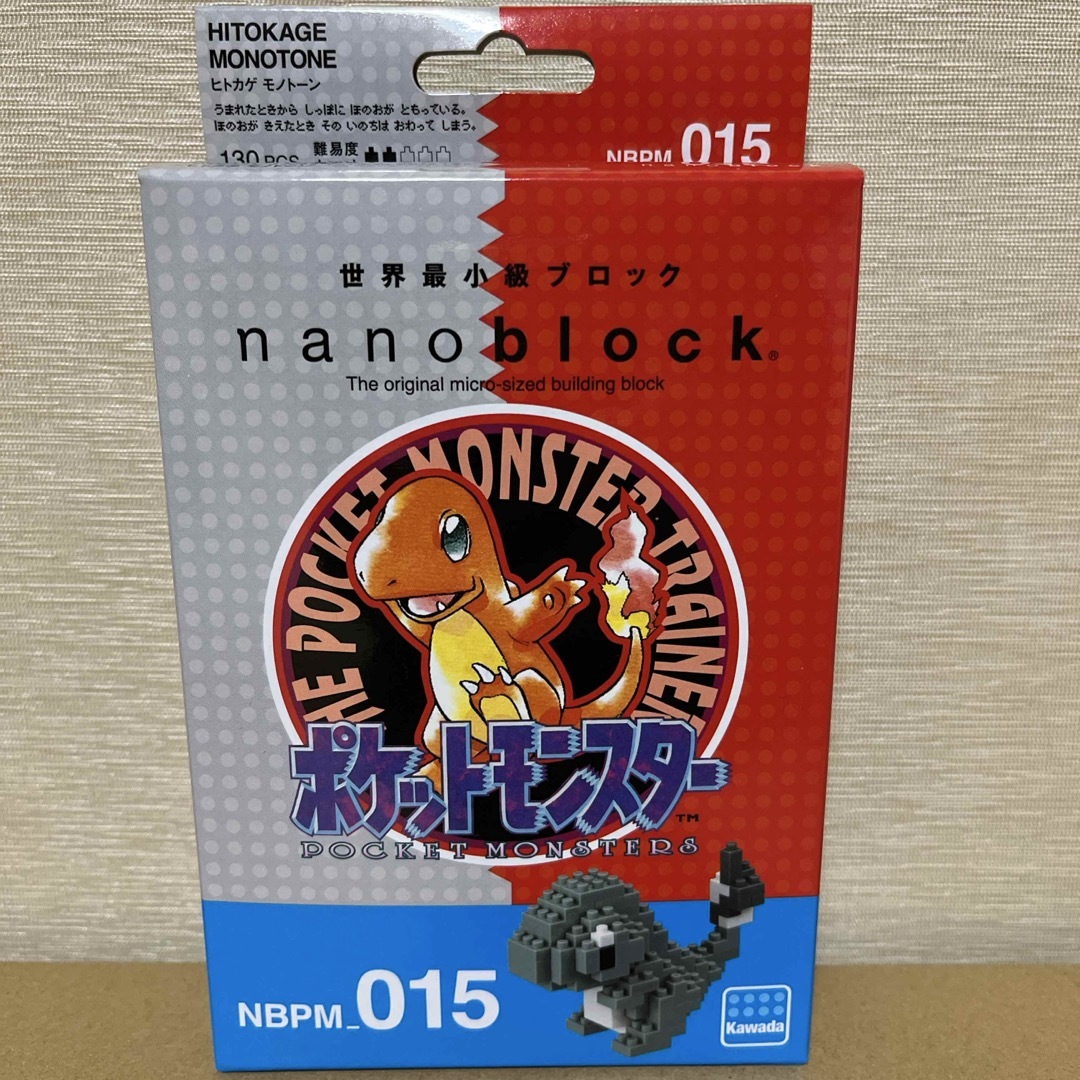 HITOKAGE
MONOTONE
ヒトカゲ モノトーン
うまれたときから しっぽに ほのおが ともっている。
ほのおが きえたとき その いのちは おわって しまう。
130 PCS 難易度
NBPM_015
世界最小級ブロック
nanoblock®
The original micro-sized building block
THE POCKET MONSTER TRAINER
ポケットモンスター™
POCKET MONSTERS
NBPM_015
Kawada